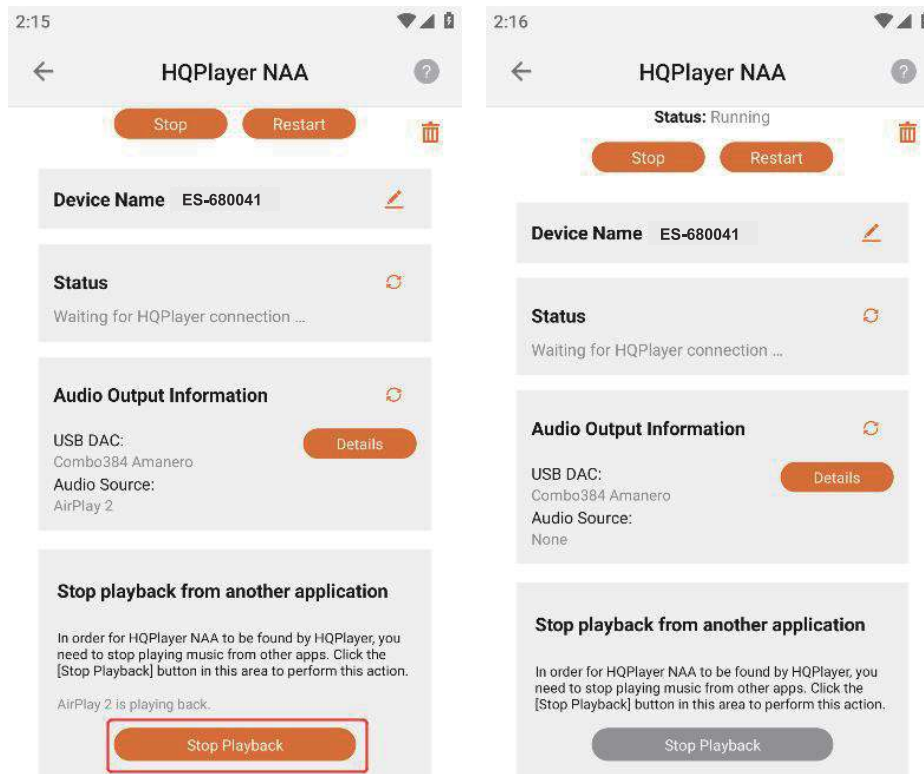 2:15
HQPlayer NAA
?
Stop
Restart
Device Name ES-680041
Status
Waiting for HQPlayer connection ...
Audio Output Information
USB DAC:
Combo384 Amanero
Details
Audio Source:
AirPlay 2
Stop playback from another application
In order for HQPlayer NAA to be found by HQPlayer, you
need to stop playing music from other apps. Click the
[Stop Playback] button in this area to perform this action.
AirPlay 2 is playing back.
Stop Playback
2:16
HQPlayer NAA
?
Status: Running
Stop
Restart
Device Name ES-680041
Status
Waiting for HQPlayer connection ...
Audio Output Information
USB DAC:
Combo384 Amanero
Details
Audio Source:
None
Stop playback from another application
In order for HQPlayer NAA to be found by HQPlayer, you
need to stop playing music from other apps. Click the
[Stop Playback] button in this area to perform this action.
Stop Playback